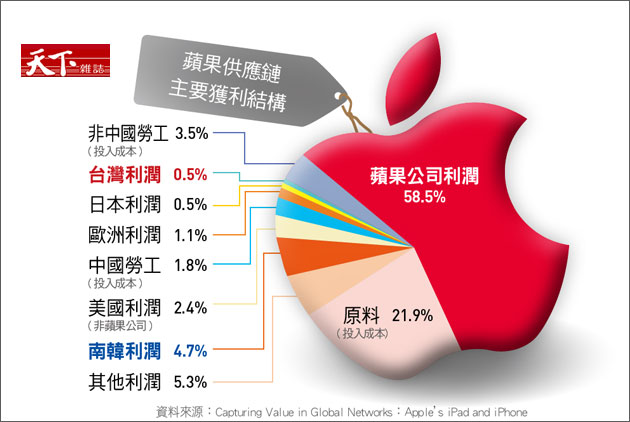 天下雜誌
蘋果供應鏈
主要獲利結構
非中國勞工 3.5%
(投入成本)
台灣利潤 0.5%
日本利潤 0.5%
歐洲利潤 1.1%
中國勞工 1.8%
(投入成本)
美國利潤 2.4%
(非蘋果公司)
南韓利潤 4.7%
其他利潤 5.3%
蘋果公司利潤
58.5%
原料 21.9%
(投入成本)
資料來源：Capturing Value in Global Networks：Apple's iPad and iPhone